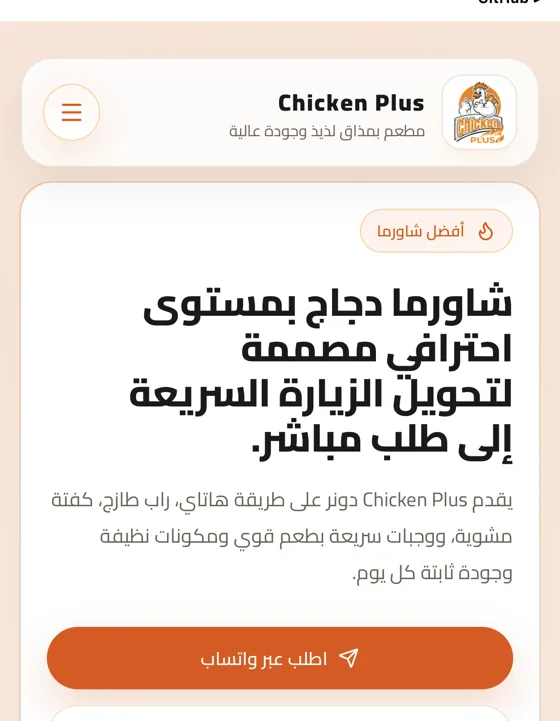 GitHub
Chicken Plus
مطعم بمذاق لذيذ وجودة عالية
Chicken
PLUS
أفضل شاورما
شاورما دجاج بمستوى
احترافي مصممة
لتحويل الزيارة السريعة
إلى طلب مباشر.
يقدم Chicken Plus دونر على طريقة هاتاي، راب طازج، كفتة
مشوية، ووجبات سريعة بطعم قوي ومكونات نظيفة
وجودة ثابتة كل يوم.
اطلب عبر واتساب